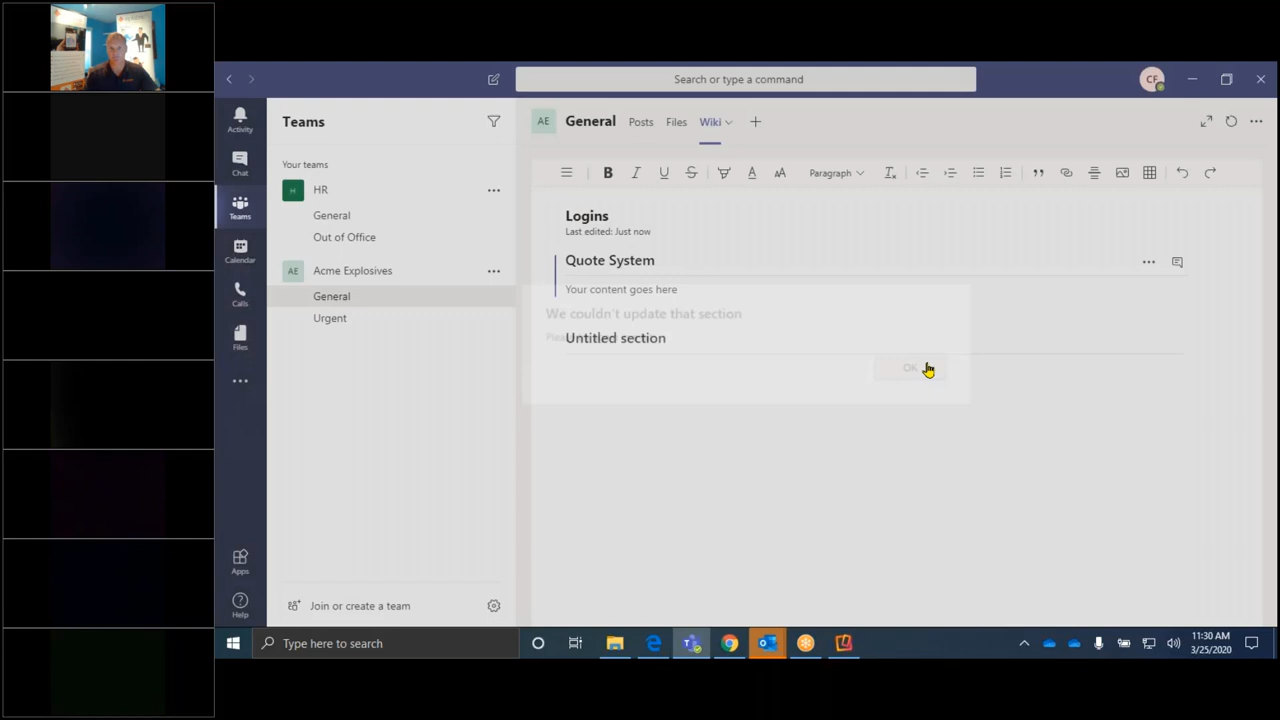 Search or type a command
CF
Activity
Chat
Teams
Calendar
Calls
Files
Apps
Help
Teams
Your teams
H
HR
General
Out of Office
AE
Acme Explosives
General
Urgent
Join or create a team
AE
General
Posts
Files
Wiki
B
I
U
S
A
AA
Paragraph
Logins
Last edited: Just now
Quote System
Your content goes here
We couldn't update that section
Untitled section
OK
Type here to search
11:30 AM
3/25/2020